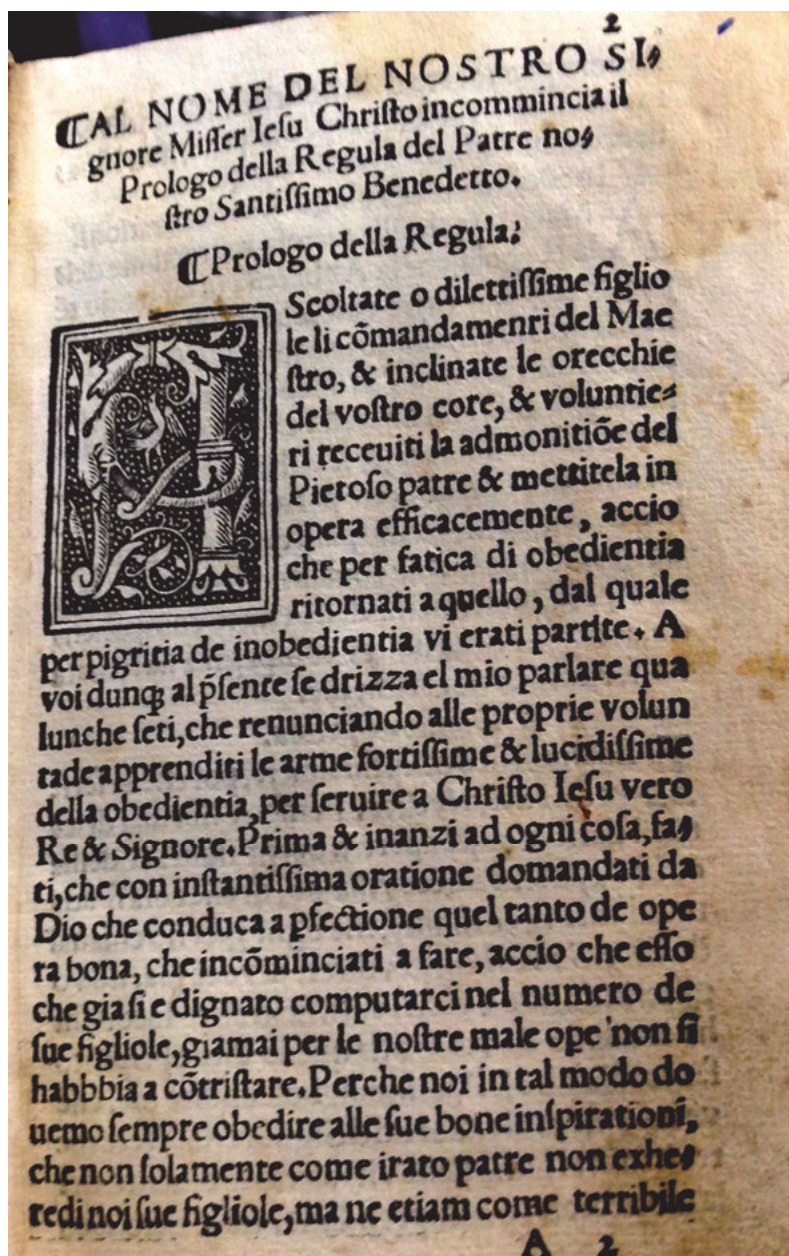 2
❡AL NOME DEL NOSTRO SI⸗
gnore Misser Iesu Christo incommincia il
Prologo della Regula del Patre no⸗
stro Santissimo Benedetto.
❡Prologo della Regula:
AScoltate o dilettissime figlio
le li cõmandamenri del Mae
stro, & inclinate le orecchie
del vostro core, & voluntie⸗
ri receuiti la admonitiõe del
Pietoso patre & mettitela in
opera efficacemente, accio
che per fatica di obedientia
ritornati a quello, dal quale
per pigritia de inobedientia vi erati partite. A
voi dunq; al p̃sente se drizza el mio parlare qua
lunche seti, che renunciando alle proprie volun
tade apprenditi le arme fortissime & lucidissime
della obedientia, per seruire a Christo Iesu vero
Re & Signore. Prima & inanzi ad ogni cosa, fa⸗
ti, che con instantissima oratione domandati da
Dio che conduca a pfectione quel tanto de ope
ra bona, che incõminciati a fare, accio che esso
che gia si e dignato computarci nel numero de
sue figliole, giamai per le nostre male ope 'non si
habbbia a cõtristare. Perche noi in tal modo do
uemo sempre obedire alle sue bone inspirationi,
che non solamente come irato patre non exhe⸗
redi noi sue figliole, ma ne etiam come terribile
A 2